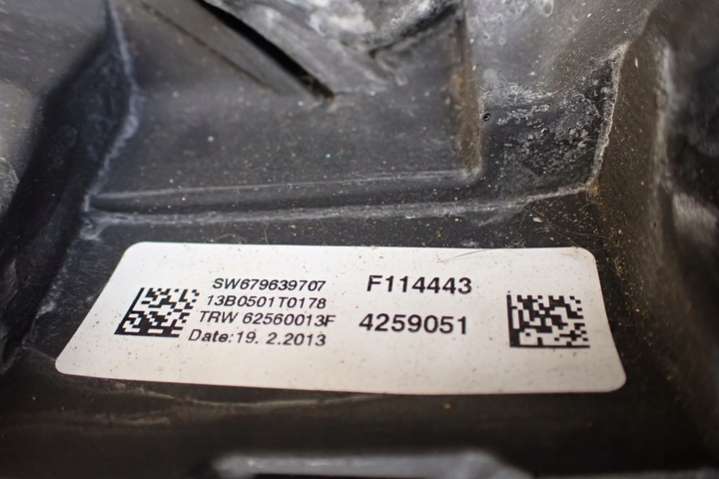 SW679639707
13B0501T0178
TRW 62560013F
Date:19. 2.2013
F114443
4259051